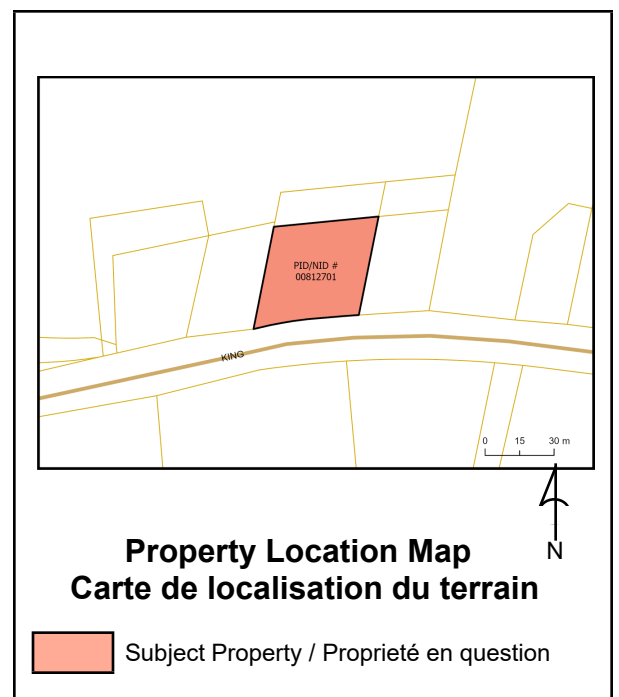 PID/NID #
00812701
KING
0 15 30 m
N
Property Location Map
Carte de localisation du terrain
Subject Property / Proprieté en question